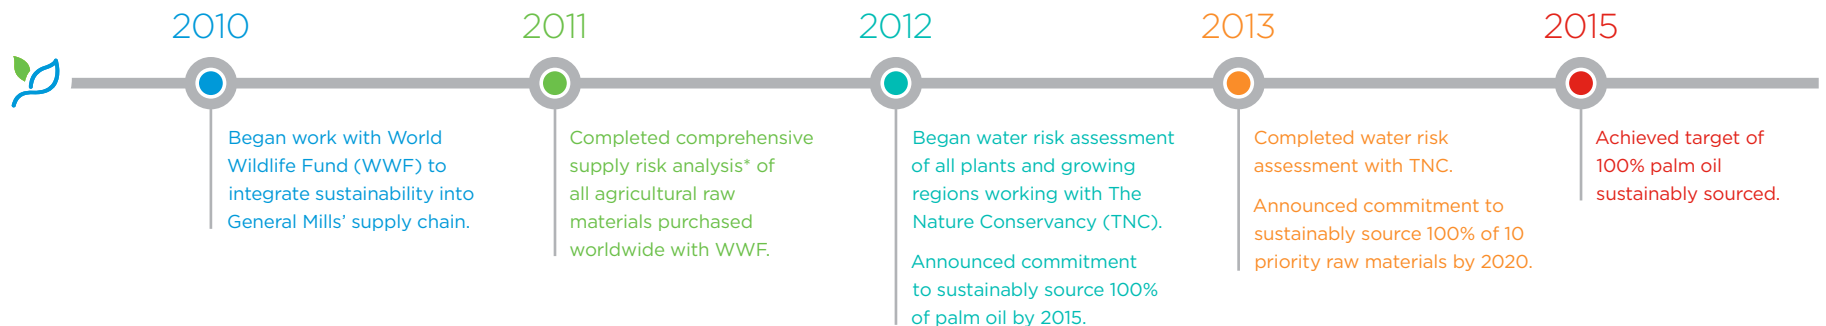 2010
Began work with World
Wildlife Fund (WWF) to
integrate sustainability into
General Mills’ supply chain.
2011
Completed comprehensive
supply risk analysis* of
all agricultural raw
materials purchased
worldwide with WWF.
2012
Began water risk assessment
of all plants and growing
regions working with The
Nature Conservancy (TNC).
Announced commitment
to sustainably source 100%
of palm oil by 2015.
2013
Completed water risk
assessment with TNC.
Announced commitment to
sustainably source 100% of 10
priority raw materials by 2020.
2015
Achieved target of
100% palm oil
sustainably sourced.